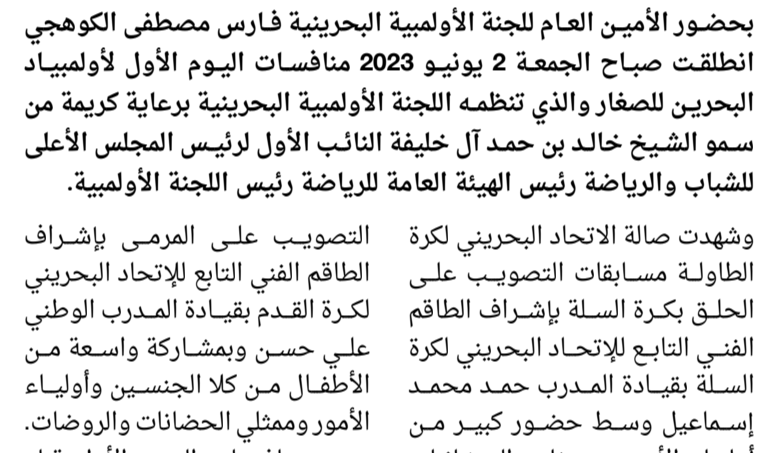 بحضور الأمين العام للجنة الأولمبية البحرينية فارس مصطفى الكوهجي
انطلقت صباح الجمعة 2 يونيو 2023 منافسات اليوم الأول لأولمبياد
البحرين للصغار والذي تنظمه اللجنة الأولمبية البحرينية برعاية كريمة من
سمو الشيخ خالد بن حمد آل خليفة النائب الأول لرئيس المجلس الأعلى
للشباب والرياضة رئيس الهيئة العامة للرياضة رئيس اللجنة الأولمبية.
وشهدت صالة الاتحاد البحريني لكرة
الطاولة مسابقات التصويب على
الحلق بكرة السلة بإشراف الطاقم
الفني التابع للإتحاد البحريني لكرة
السلة بقيادة المدرب حمد محمد
إسماعيل وسط حضور كبير من
التصويب على المرمى بإشراف
الطاقم الفني التابع للإتحاد البحريني
لكرة القدم بقيادة المدرب الوطني
علي حسن وبمشاركة واسعة من
الأطفال من كلا الجنسين وأولياء
الأمور وممثلي الحضانات والروضات.